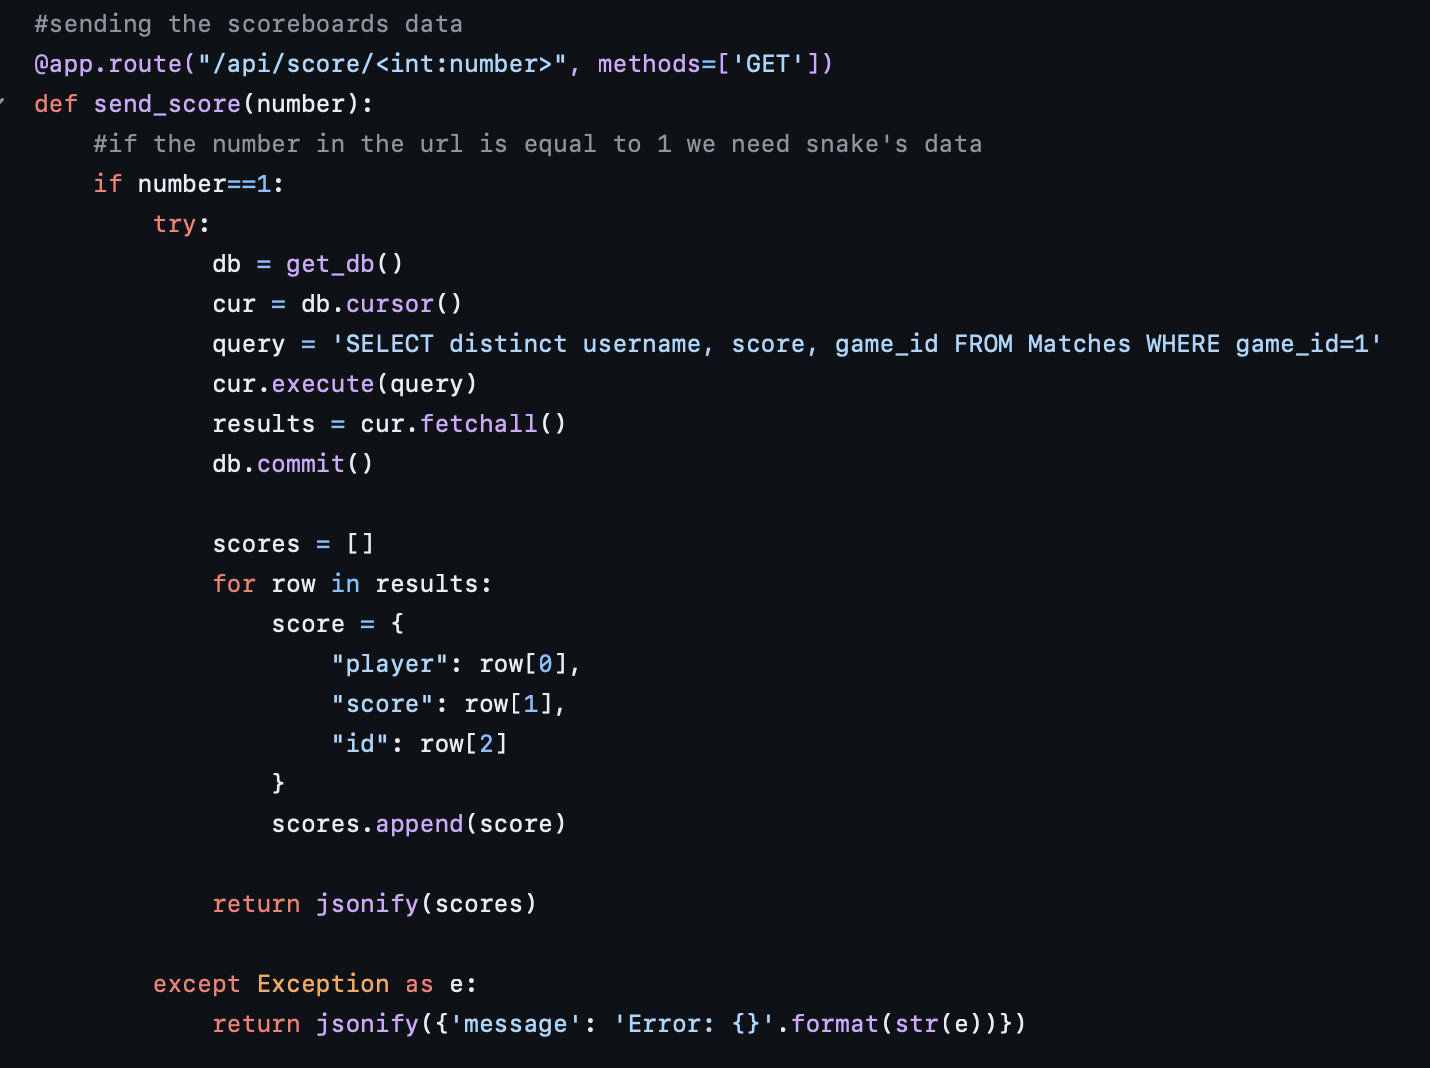 #sending the scoreboards data
@app.route("/api/score/<int:number>", methods=['GET'])
def send_score(number):
    #if the number in the url is equal to 1 we need snake's data
    if number==1:
        try:
            db = get_db()
            cur = db.cursor()
            query = 'SELECT distinct username, score, game_id FROM Matches WHERE game_id=1'
            cur.execute(query)
            results = cur.fetchall()
            db.commit()

            scores = []
            for row in results:
                score = {
                    "player": row[0],
                    "score": row[1],
                    "id": row[2]
                }
                scores.append(score)

            return jsonify(scores)

        except Exception as e:
            return jsonify({'message': 'Error: {}'.format(str(e))})